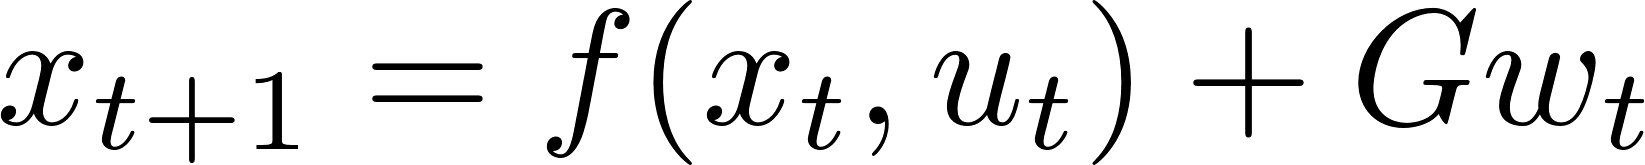 x_{t+1} = f(x_t, u_t) + Gw_t